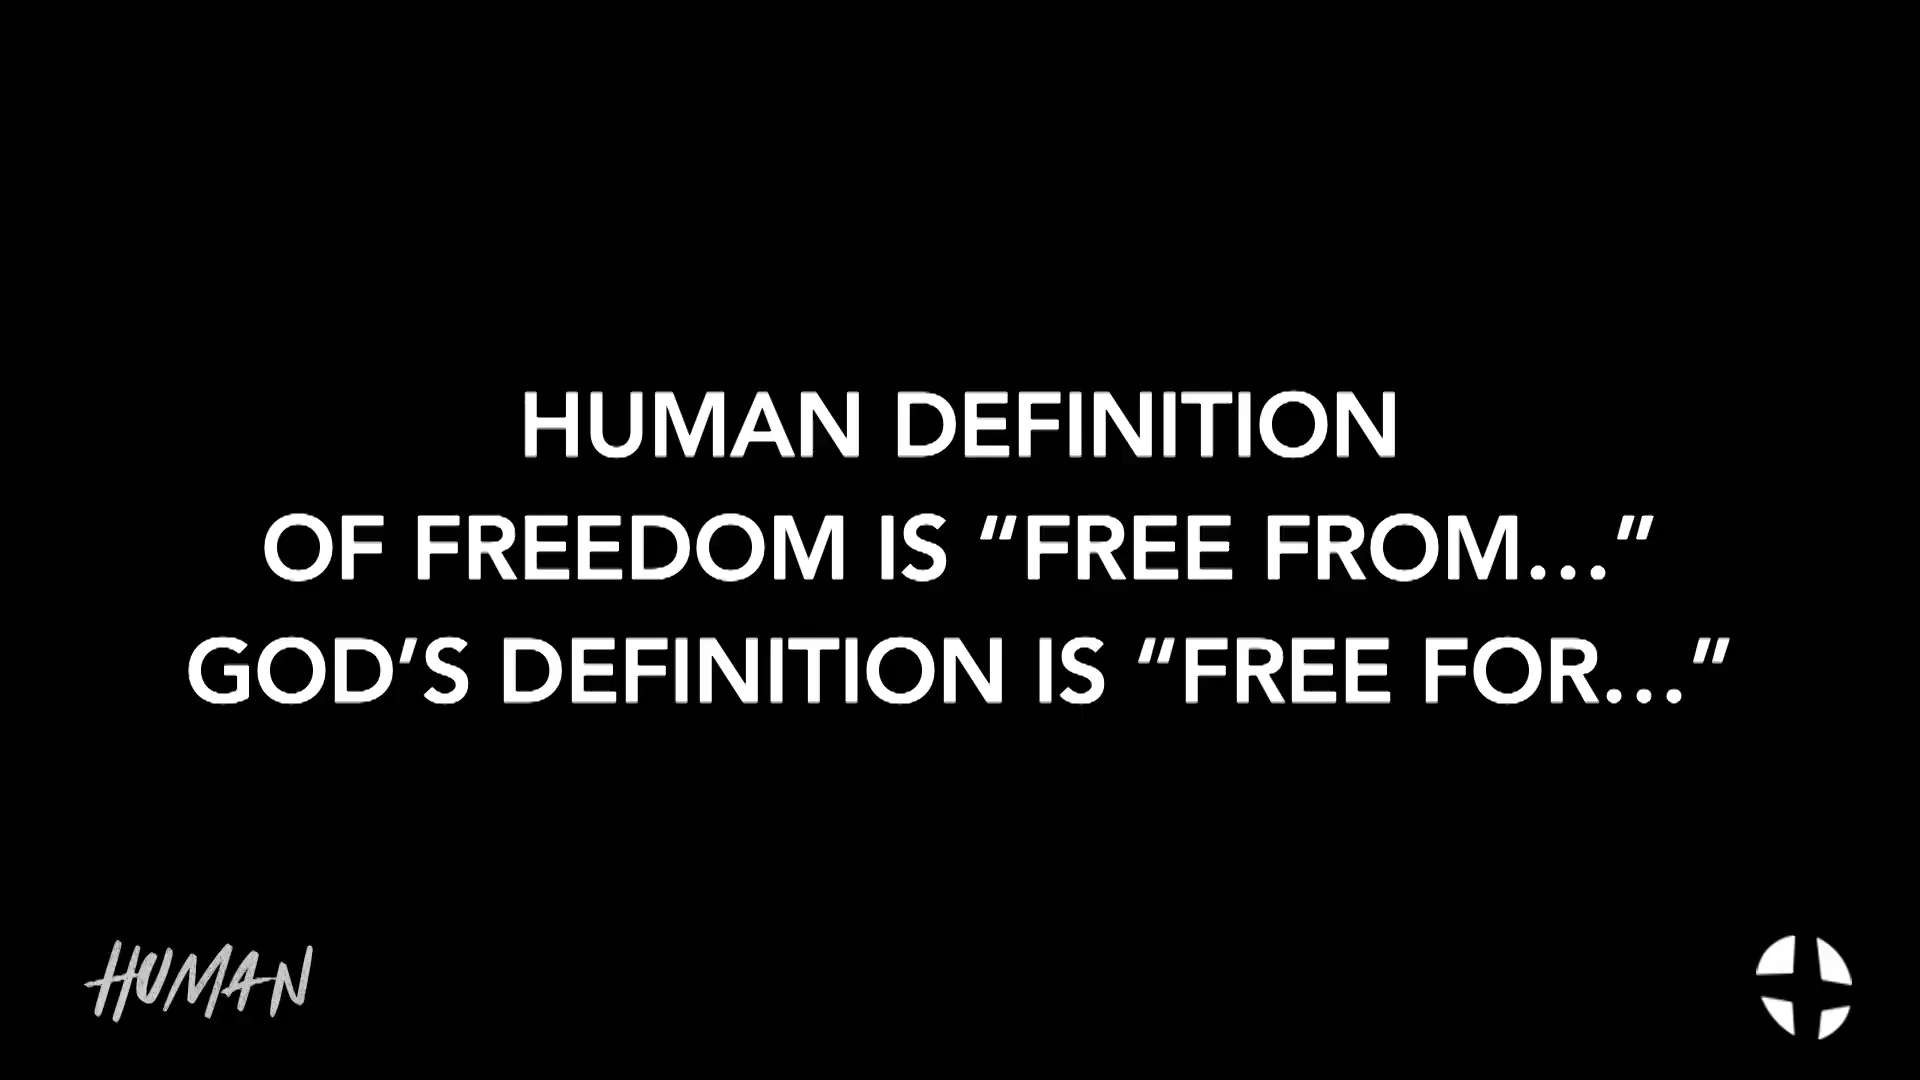 HUMAN DEFINITION
OF FREEDOM IS “FREE FROM…”
GOD’S DEFINITION IS “FREE FOR…”
HUMAN